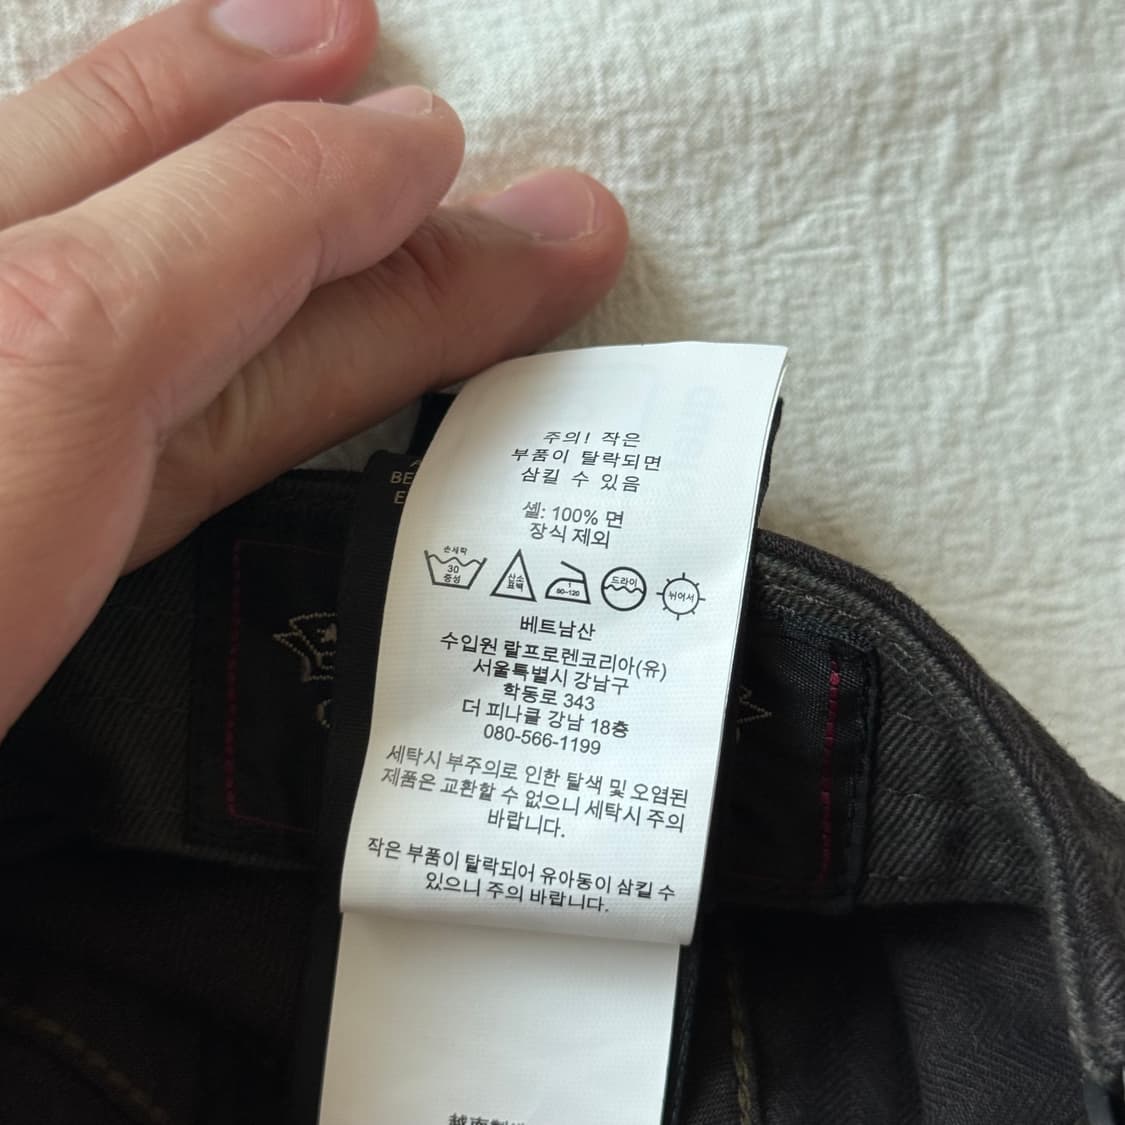 BE
E
주의! 작은
부품이 탈락되면
삼킬 수 있음
셸: 100% 면
장식 제외
손세탁
30
중성
산소
표백
1
80~120
드라이
뉘어서
베트남산
수입원 랄프로렌코리아(유)
서울특별시 강남구
학동로 343
더 피나클 강남 18층
080-566-1199
세탁시 부주의로 인한 탈색 및 오염된
제품은 교환할 수 없으니 세탁시 주의
바랍니다.
작은 부품이 탈락되어 유아동이 삼킬 수
있으니 주의 바랍니다.